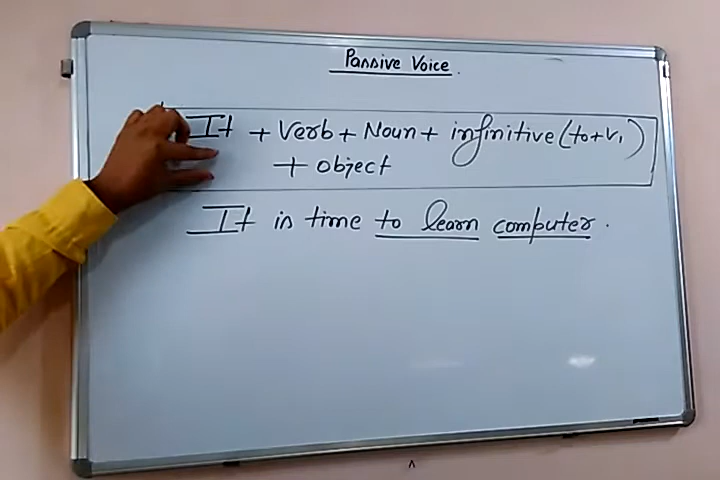 Passive Voice.
It + Verb + Noun + infinitive (to+V₁)
+ object
It is time to learn computer.